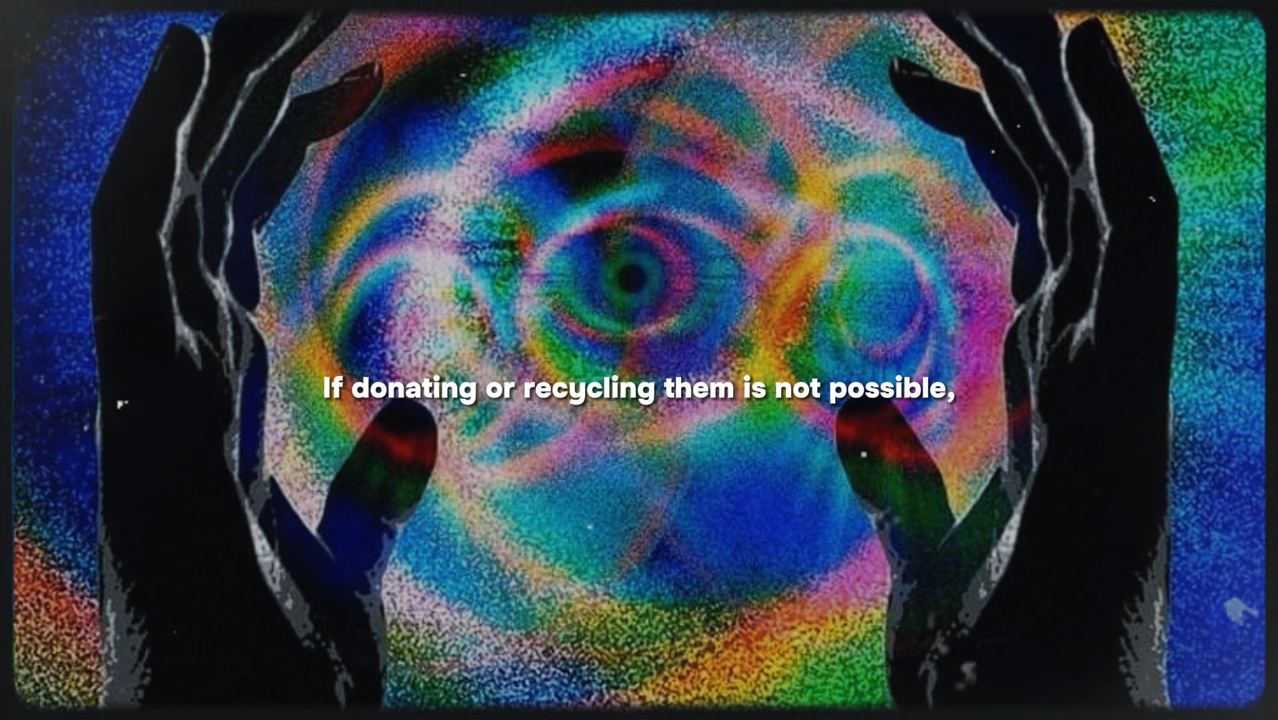 If donating or recycling them is not possible,